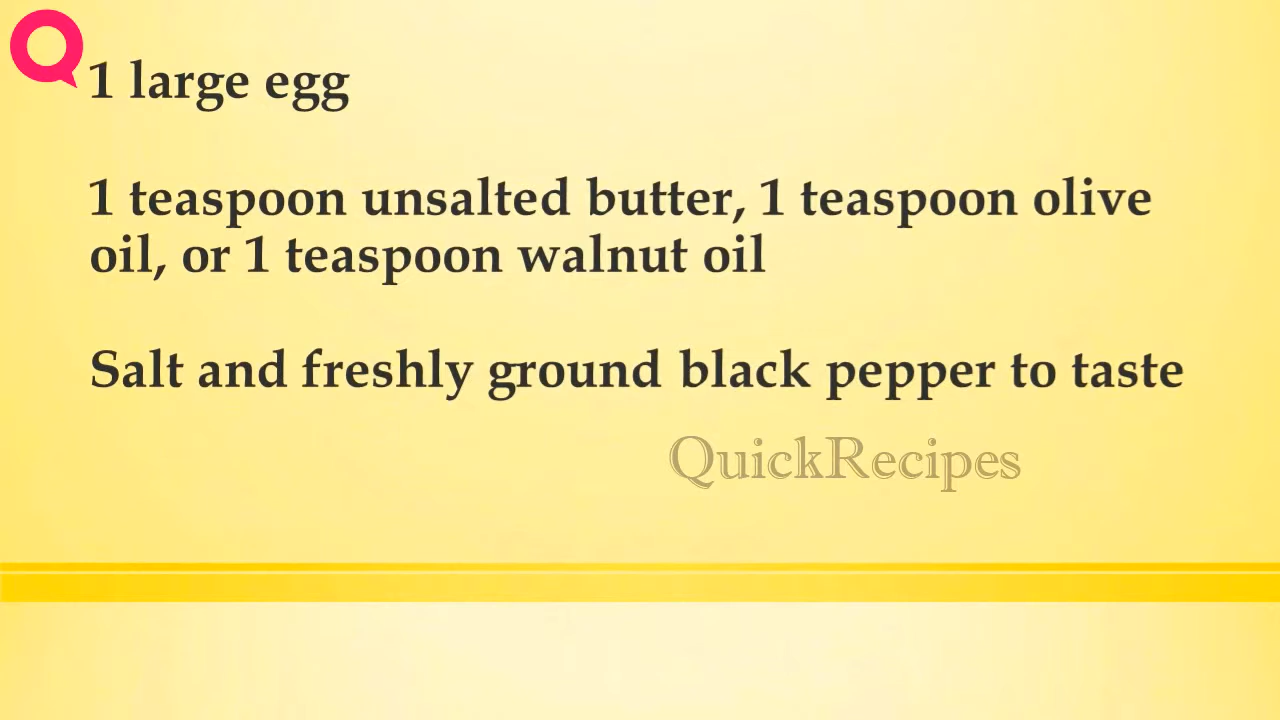 1 large egg
1 teaspoon unsalted butter, 1 teaspoon olive
oil, or 1 teaspoon walnut oil
Salt and freshly ground black pepper to taste
QuickRecipes